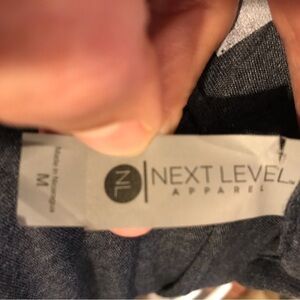 NL
NEXT LEVEL
APPAREL
Made in Nicaragua
M